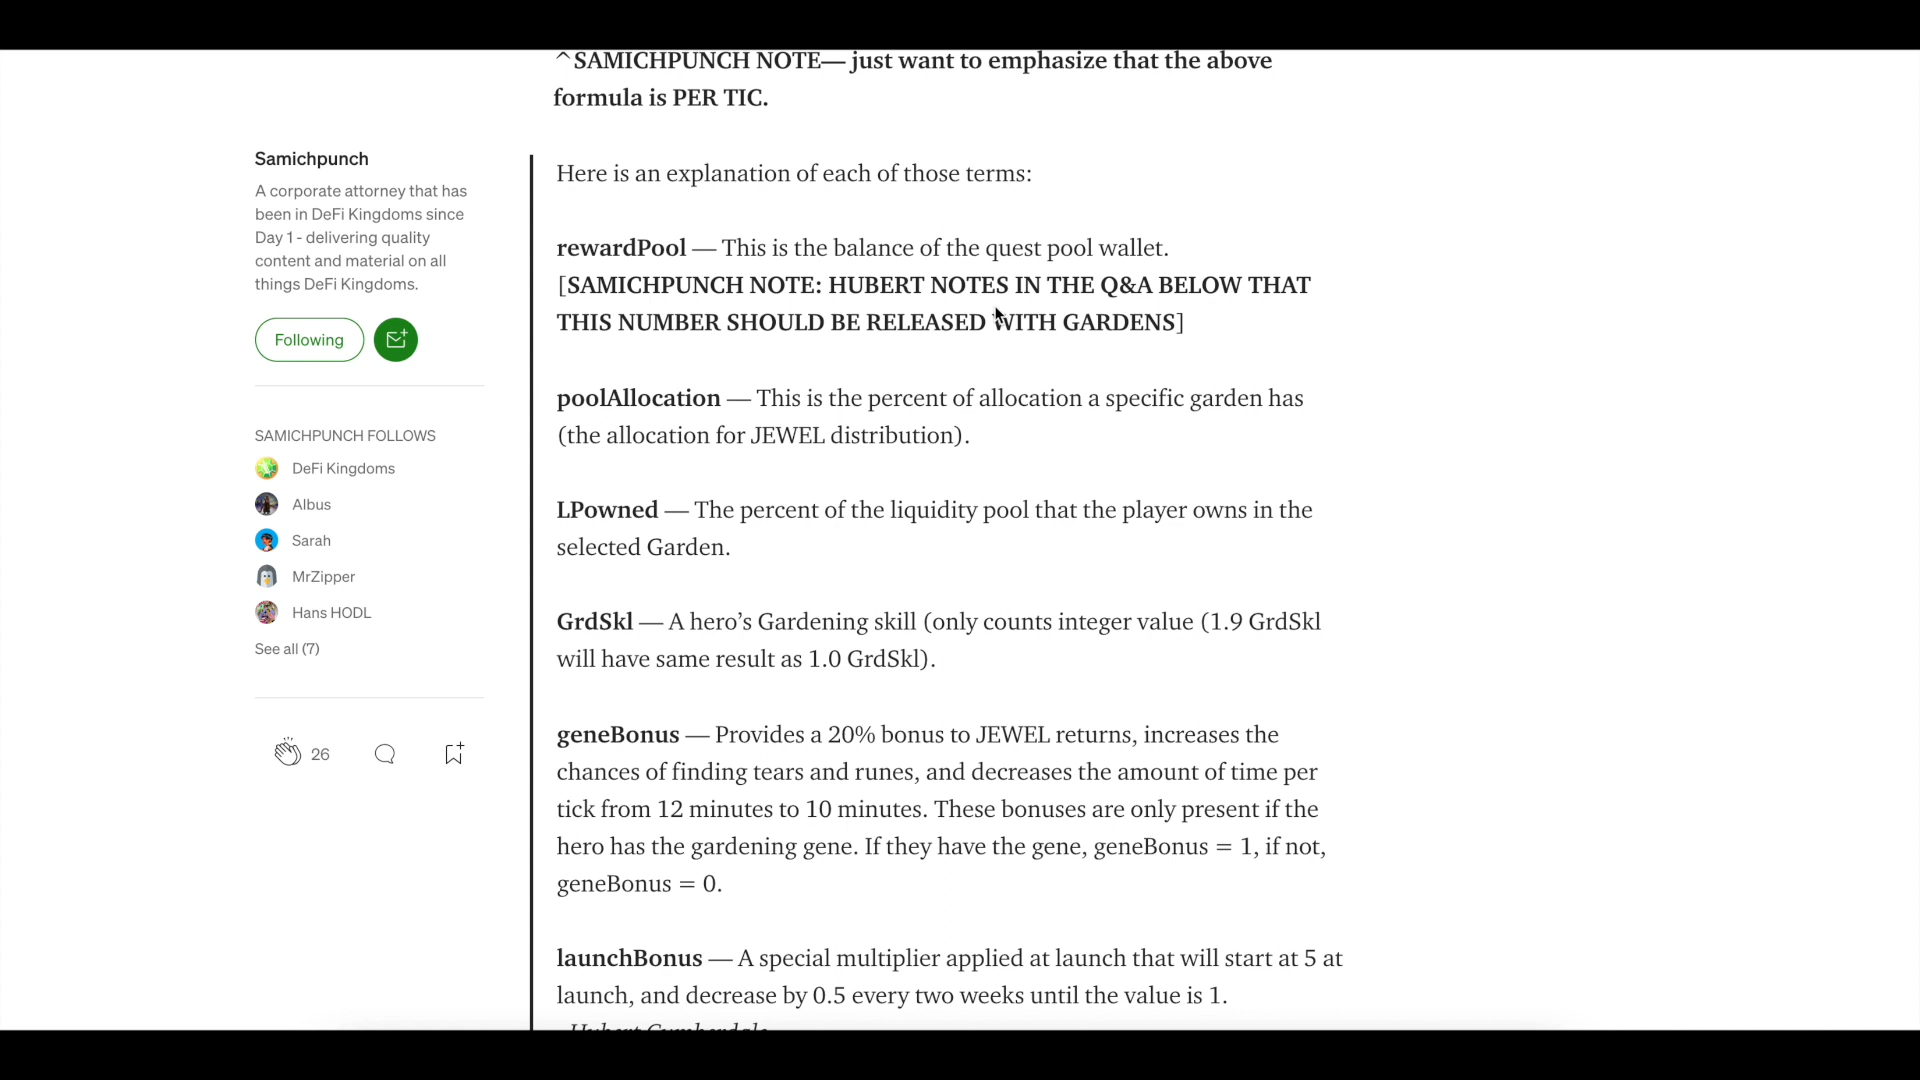 ^SAMICHPUNCH NOTE— just want to emphasize that the above
formula is PER TIC.
Samichpunch
A corporate attorney that has
been in DeFi Kingdoms since
Day 1 - delivering quality
content and material on all
things DeFi Kingdoms.
Following
SAMICHPUNCH FOLLOWS
DeFi Kingdoms
Albus
Sarah
MrZipper
Hans HODL
See all (7)
26
Here is an explanation of each of those terms:
rewardPool — This is the balance of the quest pool wallet.
[SAMICHPUNCH NOTE: HUBERT NOTES IN THE Q&A BELOW THAT
THIS NUMBER SHOULD BE RELEASED WITH GARDENS]
poolAllocation — This is the percent of allocation a specific garden has
(the allocation for JEWEL distribution).
LPowned — The percent of the liquidity pool that the player owns in the
selected Garden.
GrdSkl — A hero’s Gardening skill (only counts integer value (1.9 GrdSkl
will have same result as 1.0 GrdSkl).
geneBonus — Provides a 20% bonus to JEWEL returns, increases the
chances of finding tears and runes, and decreases the amount of time per
tick from 12 minutes to 10 minutes. These bonuses are only present if the
hero has the gardening gene. If they have the gene, geneBonus = 1, if not,
geneBonus = 0.
launchBonus — A special multiplier applied at launch that will start at 5 at
launch, and decrease by 0.5 every two weeks until the value is 1.